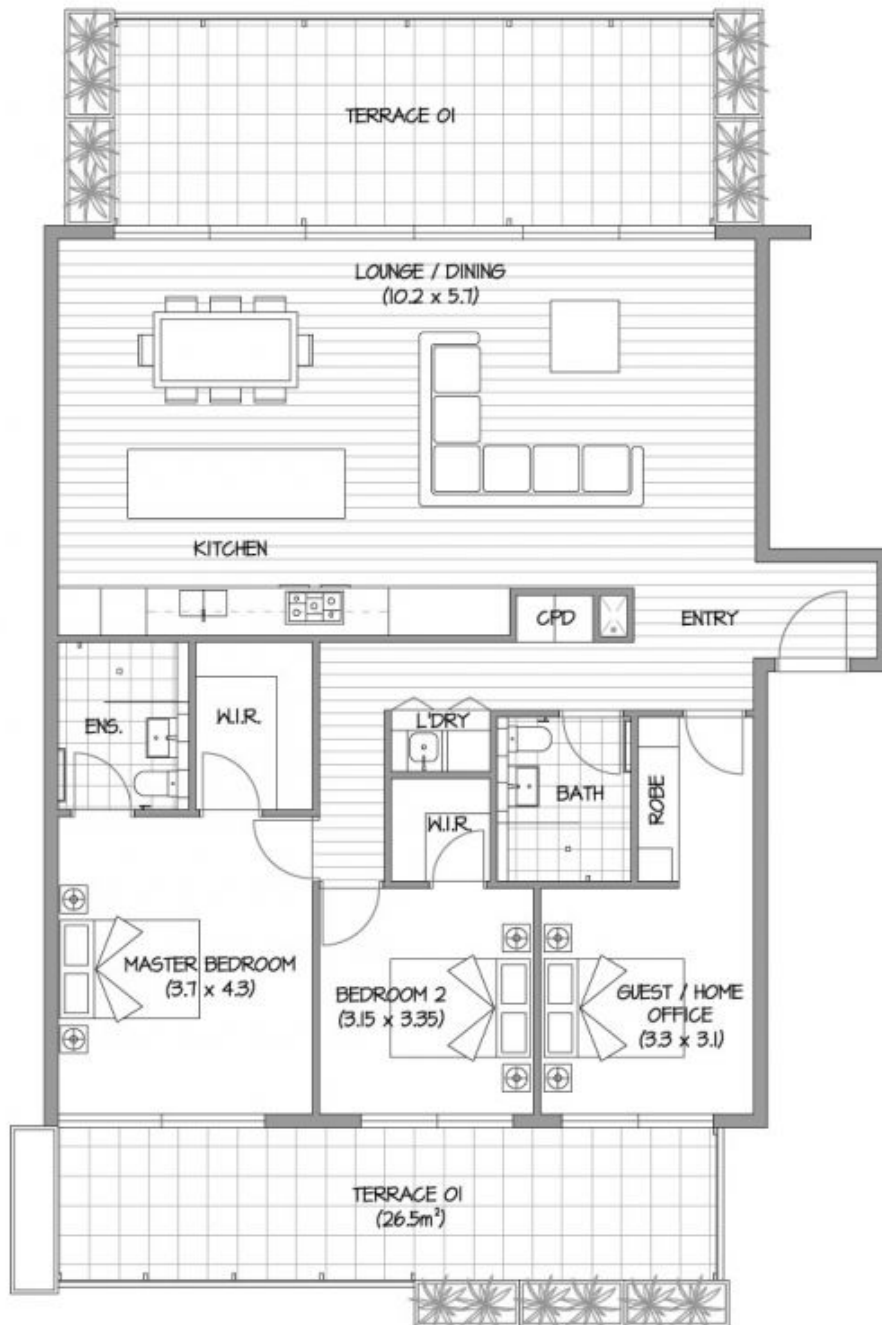 TERRACE 01
LOUNGE / DINING
(10.2 x 5.7)
KITCHEN
CPD
ENTRY
ENS.
W.I.R.
L'DRY
BATH
ROBE
W.I.R.
MASTER BEDROOM
(3.7 x 4.3)
BEDROOM 2
(3.15 x 3.35)
GUEST / HOME
OFFICE
(3.3 x 3.1)
TERRACE 01
(26.5m²)